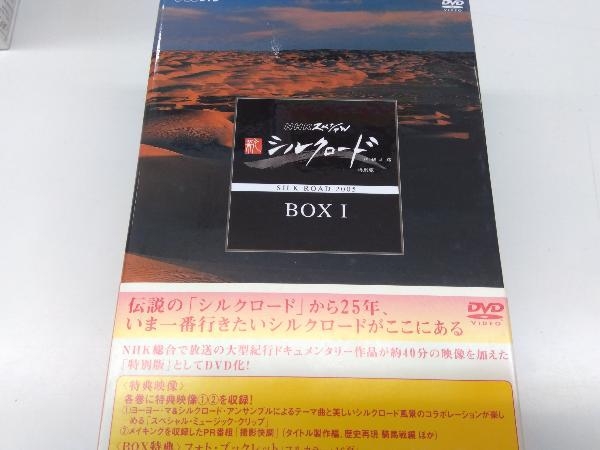 DVD
VIDEO
NHKスペシャル
新シルクロード
特別版
SILK ROAD 2005
BOX I
伝説の「シルクロード」から25年、
いま一番行きたいシルクロードがここにある
DVD
VIDEO
NHK総合で放送の大型紀行ドキュメンタリー作品が約40分の映像を加えた
「特別版」としてDVD化!
〈特典映像〉
各巻に特典映像①②を収録!
①ヨーヨー・マ&シルクロード・アンサンブルによるテーマ曲と美しいシルクロード風景のコラボレーションが楽し
める「スペシャル・ミュージック・クリップ」
②メイキングを収録したPR番組「撮影快調」(タイトル製作編、歴史再現 騎馬戦編 ほか)
〈BOX特典〉フォト・ブックレット